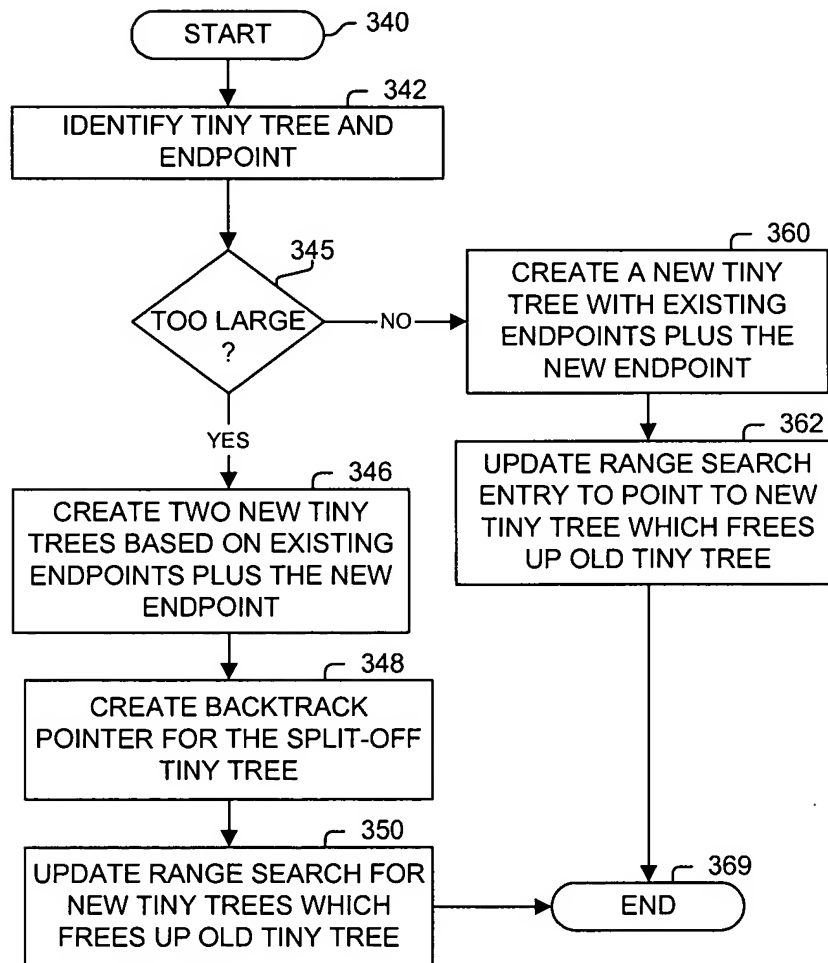 START
340
342
IDENTIFY TINY TREE AND
ENDPOINT
345
TOO LARGE
?
NO
YES
360
CREATE A NEW TINY
TREE WITH EXISTING
ENDPOINTS PLUS THE
NEW ENDPOINT
362
UPDATE RANGE SEARCH
ENTRY TO POINT TO NEW
TINY TREE WHICH FREES
UP OLD TINY TREE
346
CREATE TWO NEW TINY
TREES BASED ON EXISTING
ENDPOINTS PLUS THE NEW
ENDPOINT
348
CREATE BACKTRACK
POINTER FOR THE SPLIT-OFF
TINY TREE
350
UPDATE RANGE SEARCH FOR
NEW TINY TREES WHICH
FREES UP OLD TINY TREE
369
END